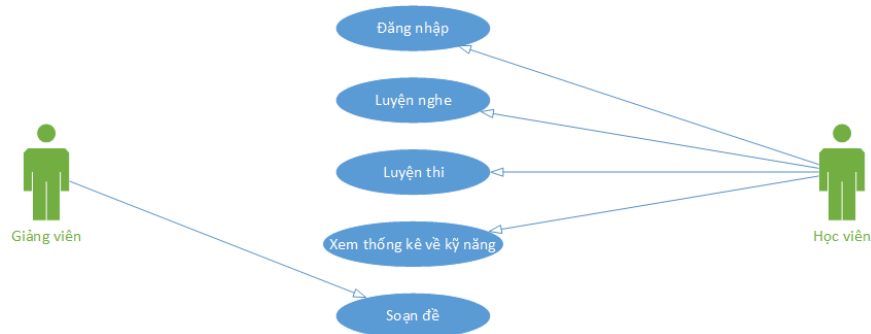 Đăng nhập
Luyện nghe
Luyện thi
Giảng viên
Học viên
Xem thống kê về kỹ năng
Soạn đề